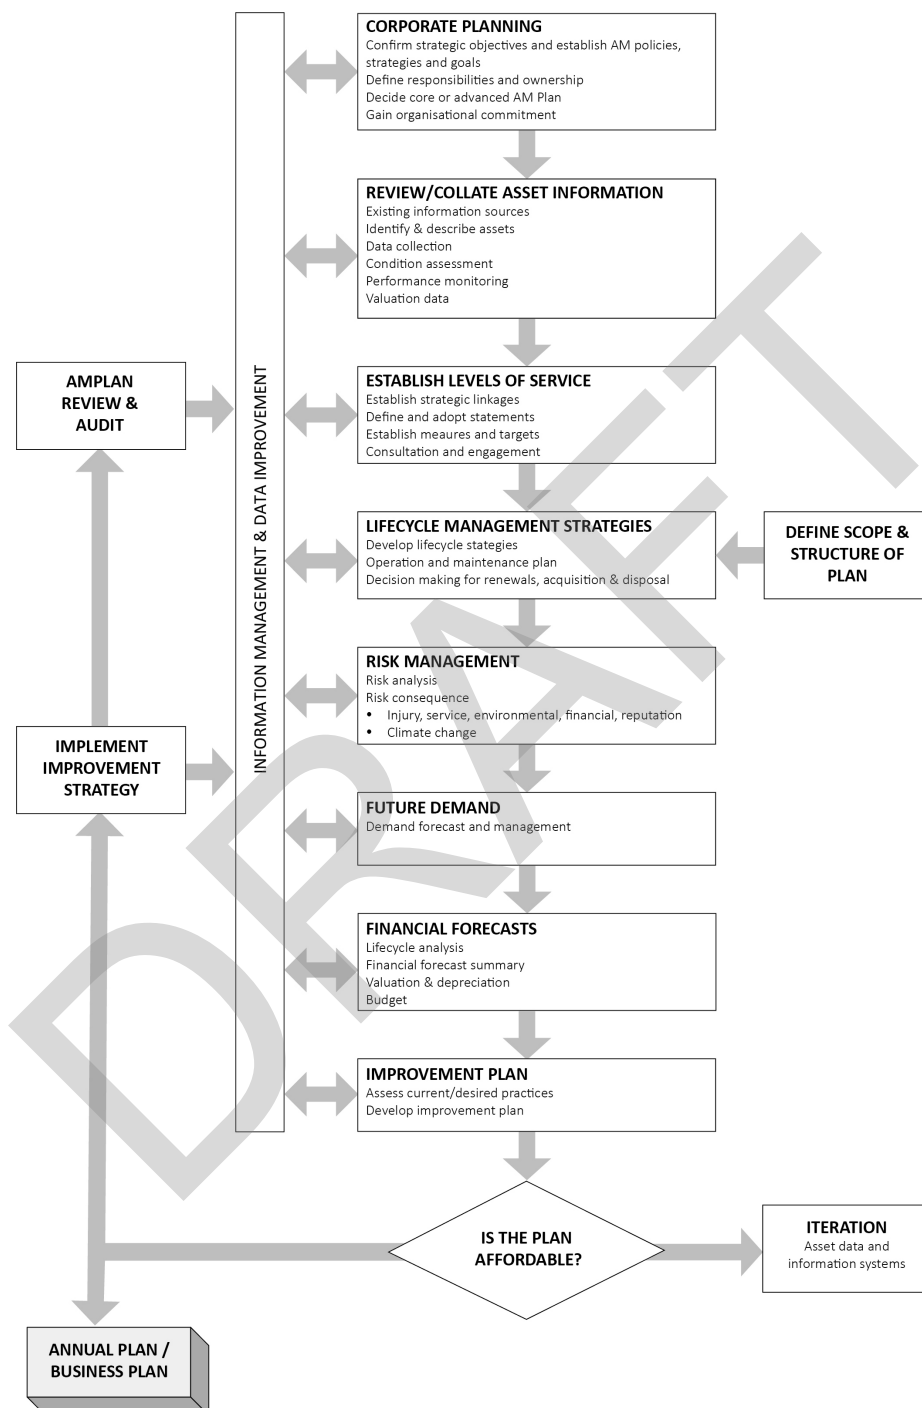 CORPORATE PLANNING
Confirm strategic objectives and establish AM policies,
strategies and goals
Define responsibilities and ownership
Decide core or advanced AM Plan
Gain organisational commitment
REVIEW/COLLATE ASSET INFORMATION
Existing information sources
Identify & describe assets
Data collection
Condition assessment
Performance monitoring
Valuation data
AMPLAN
REVIEW &
AUDIT
INFORMATION MANAGEMENT & DATA IMPROVEMENT
ESTABLISH LEVELS OF SERVICE
Establish strategic linkages
Define and adopt statements
Establish meaures and targets
Consultation and engagement
LIFECYCLE MANAGEMENT STRATEGIES
Develop lifecycle stategies
Operation and maintenance plan
Decision making for renewals, acquisition & disposal
DEFINE SCOPE &
STRUCTURE OF
PLAN
RISK MANAGEMENT
Risk analysis
Risk consequence
• Injury, service, environmental, financial, reputation
• Climate change
IMPLEMENT
IMPROVEMENT
STRATEGY
FUTURE DEMAND
Demand forecast and management
FINANCIAL FORECASTS
Lifecycle analysis
Financial forecast summary
Valuation & depreciation
Budget
IMPROVEMENT PLAN
Assess current/desired practices
Develop improvement plan
IS THE PLAN
AFFORDABLE?
ITERATION
Asset data and
information systems
ANNUAL PLAN /
BUSINESS PLAN
DRAFT